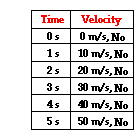 Time Velocity
0 s 0 m/s, No
1 s 10 m/s, No
2 s 20 m/s, No
3 s 30 m/s, No
4 s 40 m/s, No
5 s 50 m/s, No